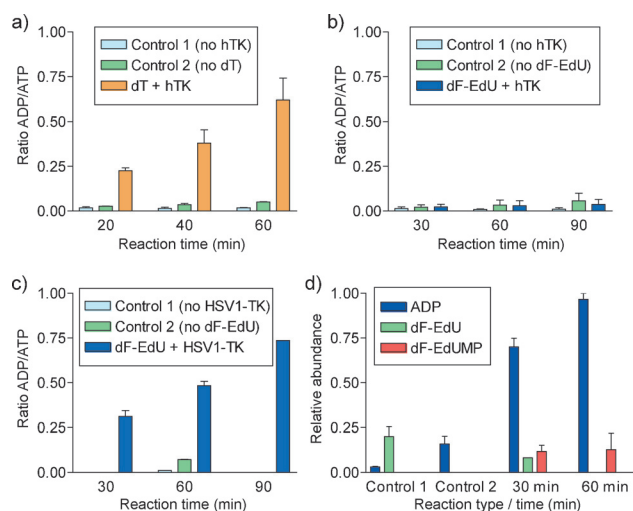 a)
Control 1 (no hTK)
Control 2 (no dT)
dT + hTK
1.00
0.75
0.50
0.25
0.00
Ratio ADP/ATP
20 40 60
Reaction time (min)
b)
Control 1 (no hTK)
Control 2 (no dF-EdU)
dF-EdU + hTK
1.00
0.75
0.50
0.25
0.00
Ratio ADP/ATP
30 60 90
Reaction time (min)
c)
Control 1 (no HSV1-TK)
Control 2 (no dF-EdU)
dF-EdU + HSV1-TK
1.00
0.75
0.50
0.25
0.00
Ratio ADP/ATP
30 60 90
Reaction time (min)
d)
ADP
dF-EdU
dF-EdUMP
1.00
0.75
0.50
0.25
0.00
Relative abundance
Control 1 Control 2 30 min 60 min
Reaction type / time (min)